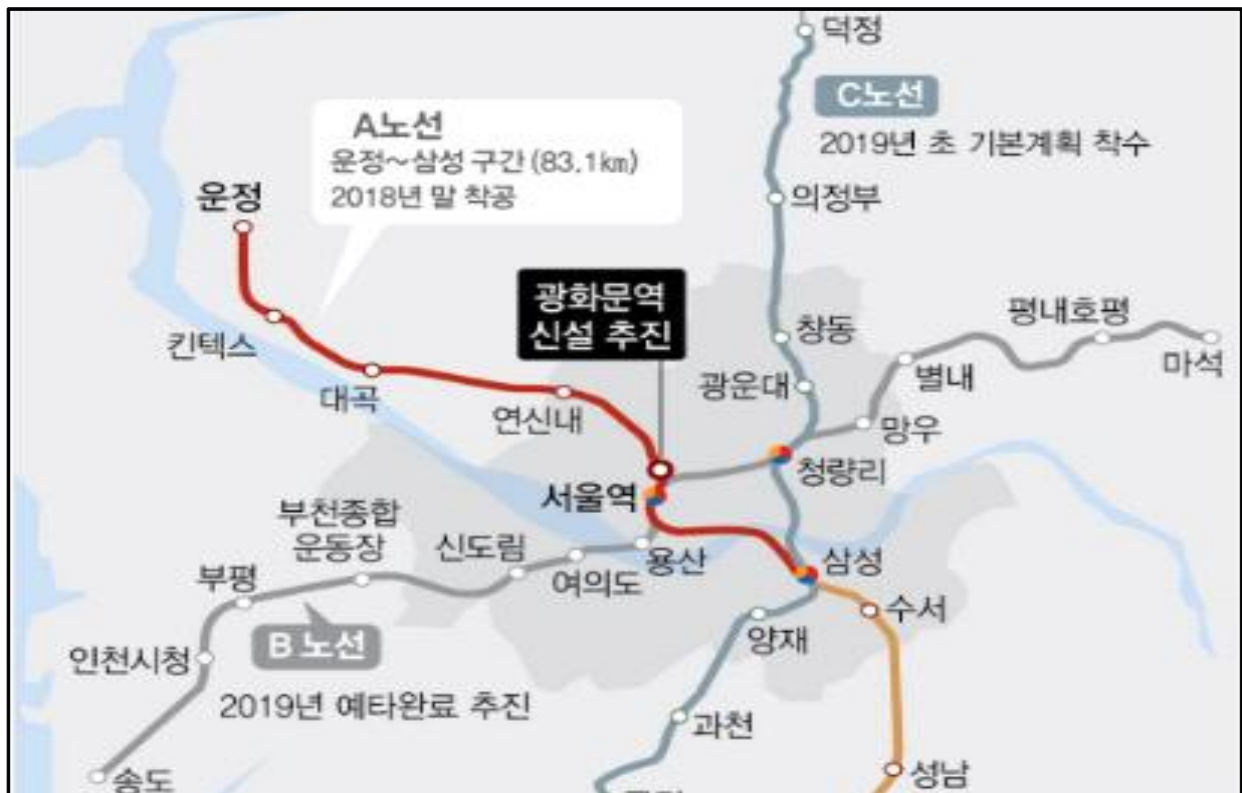 덕정
C노선
2019년 초 기본계획 착수
A노선
운정~삼성 구간 (83.1km)
2018년 말 착공
운정
의정부
광화문역
신설 추진
창동
평내호평
킨텍스
대곡
연신내
광운대
별내
마석
망우
청량리
서울역
부천종합
운동장
신도림
여의도
용산
삼성
부평
수서
인천시청
B 노선
양재
2019년 예타완료 추진
과천
송도
성남